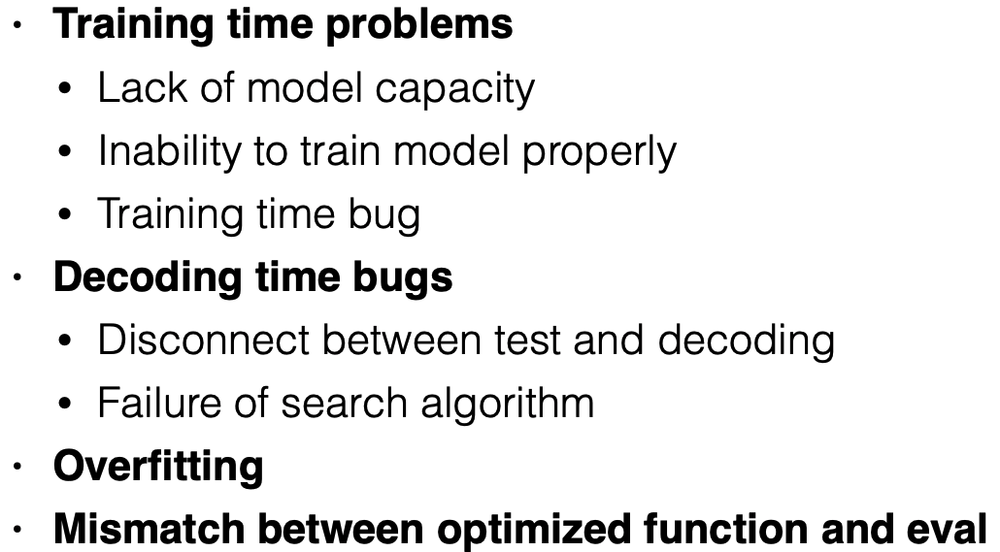 · Training time problems
• Lack of model capacity
• Inability to train model properly
• Training time bug
· Decoding time bugs
• Disconnect between test and decoding
• Failure of search algorithm
· Overfitting
· Mismatch between optimized function and eval